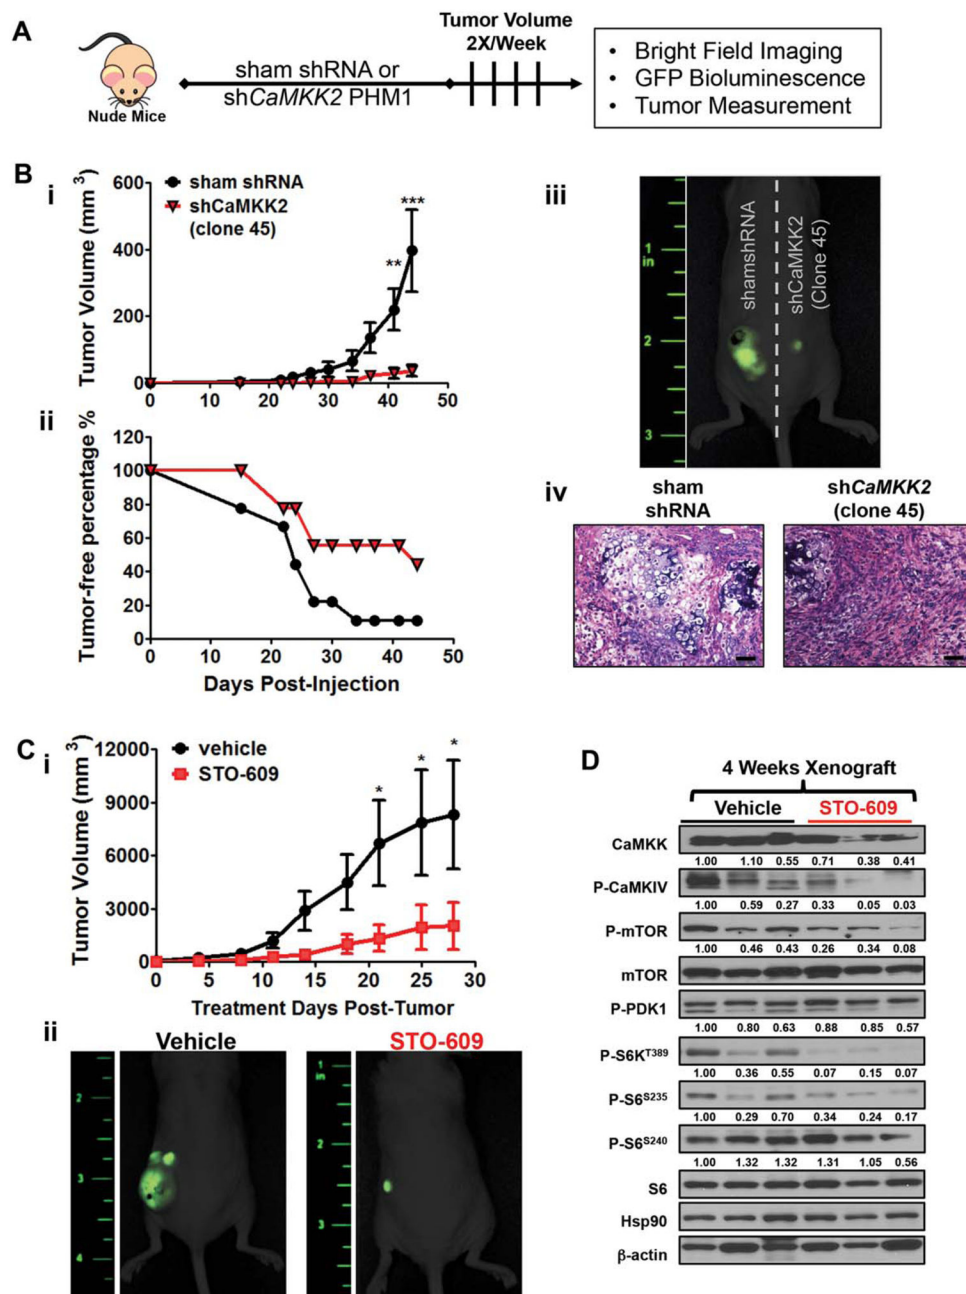 A
Nude Mice
sham shRNA or
shCaMKK2 PHM1
Tumor Volume
2X/Week
• Bright Field Imaging
• GFP Bioluminescence
• Tumor Measurement
B
i
Tumor Volume (mm 3)
600
400
200
0
sham shRNA
shCaMKK2
(clone 45)
**
***
0 10 20 30 40 50
ii
Tumor-free percentage %
120
100
80
60
40
20
0
0 10 20 30 40 50
Days Post-Injection
iii
1
in
2
3
shamshRNA
shCaMKK2
(Clone 45)
iv
sham
shRNA
shCaMKK2
(clone 45)
C
i
Tumor Volume (mm 3)
12000
9000
6000
3000
0
vehicle
STO-609
* * *
0 5 10 15 20 25 30
Treatment Days Post-Tumor
ii
Vehicle
2
3
4
STO-609
1
in
2
3
D
4 Weeks Xenograft
Vehicle STO-609
CaMKK
1.00 1.10 0.55 0.71 0.38 0.41
P-CaMKIV
1.00 0.59 0.27 0.33 0.05 0.03
P-mTOR
1.00 0.46 0.43 0.26 0.34 0.08
mTOR
P-PDK1
1.00 0.80 0.63 0.88 0.85 0.57
P-S6KT389
1.00 0.36 0.55 0.07 0.15 0.07
P-S6S235
1.00 0.29 0.70 0.34 0.24 0.17
P-S6S240
1.00 1.32 1.32 1.31 1.05 0.56
S6
Hsp90
β-actin